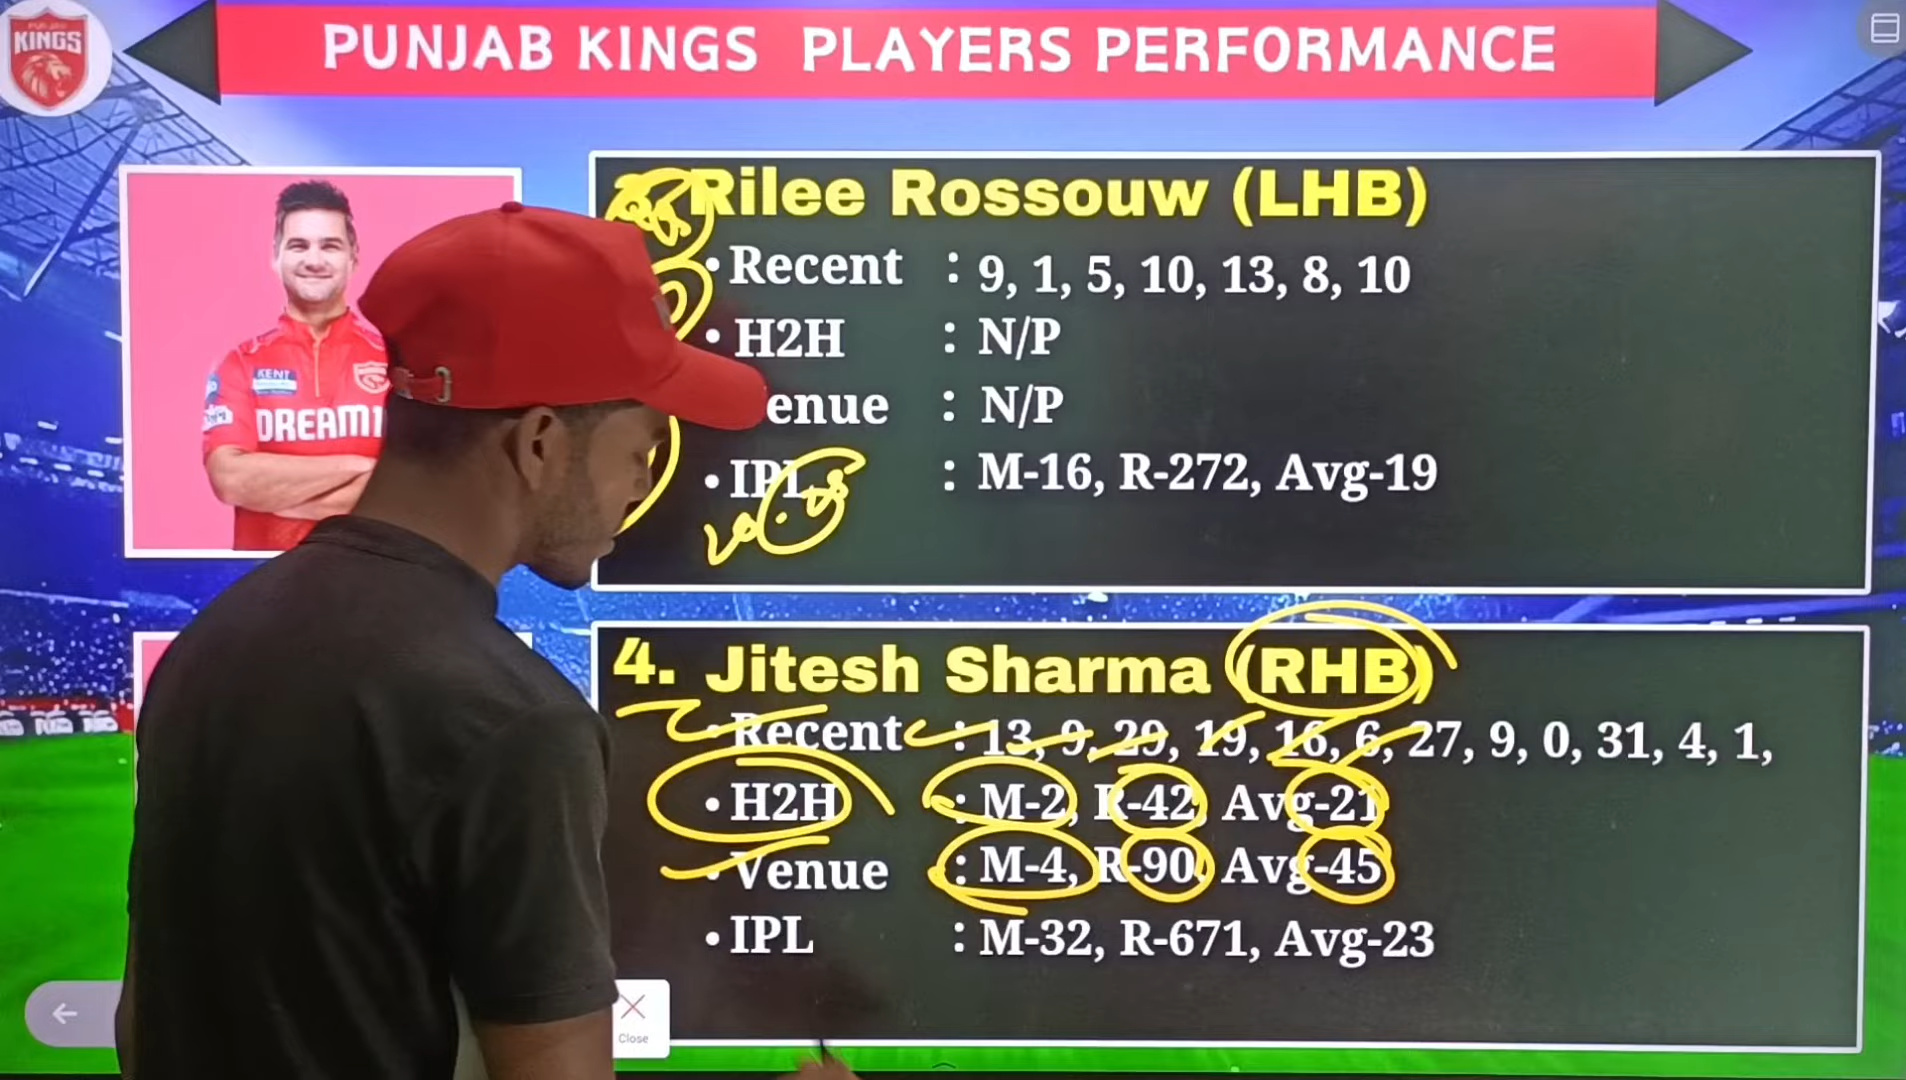 PUNJAB KINGS PLAYERS PERFORMANCE
KINGS
Rilee Rossouw (LHB)
• Recent : 9, 1, 5, 10, 13, 8, 10
• H2H : N/P
enue : N/P
• IPL : M-16, R-272, Avg-19
KENT
DREAM1
4. Jitesh Sharma (RHB)
• Recent : 13, 9, 29, 19, 16, 6, 27, 9, 0, 31, 4, 1,
• H2H : M-2, R-42, Avg-21
• Venue : M-4, R-90, Avg-45
• IPL : M-32, R-671, Avg-23
Close